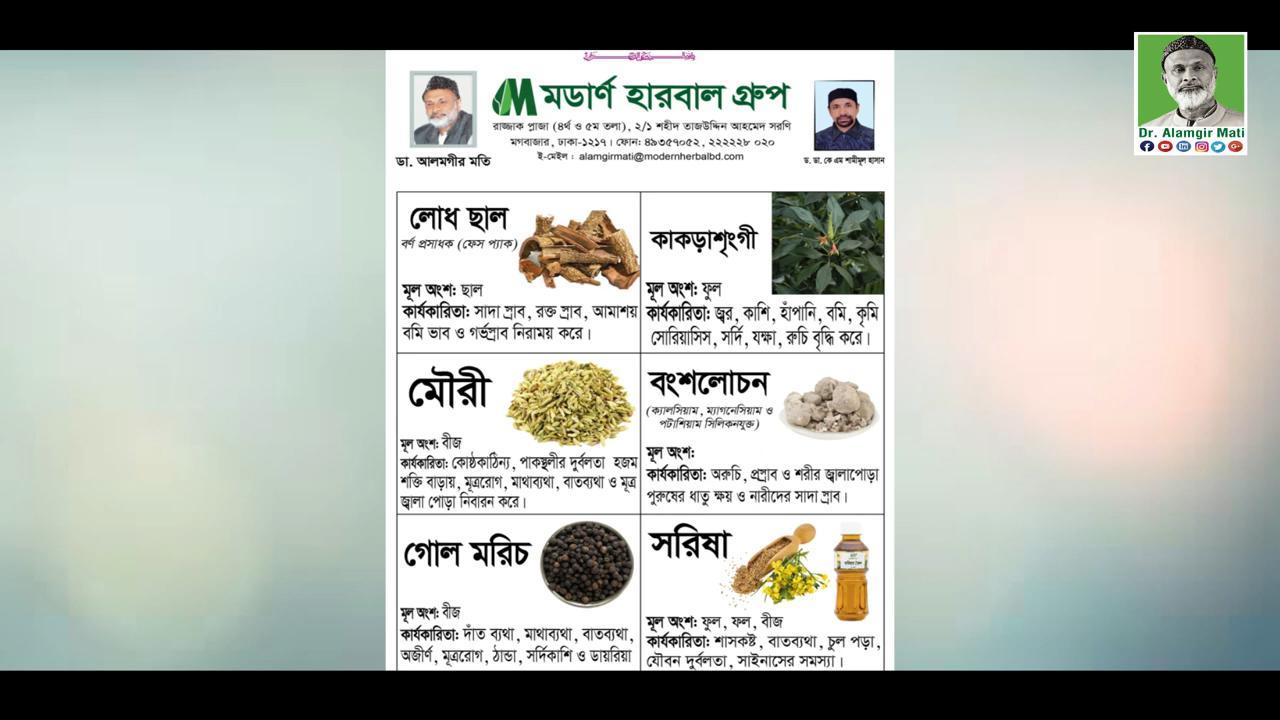 মডার্ণ হারবাল গ্রুপ
রাজ্জাক প্লাজা (৪র্থ ও ৫ম তলা), ২/১ শহীদ তাজউদ্দিন আহমেদ সরণি
মগবাজার, ঢাকা-১২১৭। ফোন: ৪৯৩৫৭০৫২, ২২২২২৮ ০২০
ই-মেইল : alamgirmati@modernherbalbd.com
ডা. আলমগীর মতি
ড. ডা. কে এম শামীমূল হাসান
Dr. Alamgir Mati
লোধ ছাল
বর্ণ প্রসাধক (ফেস প্যাক)
মূল অংশ: ছাল
কার্যকারিতা: সাদা স্রাব, রক্ত স্রাব, আমাশয়
বমি ভাব ও গর্ভস্রাব নিরাময় করে।
কাকড়াশৃংগী
মূল অংশ: ফুল
কার্যকারিতা: জ্বর, কাশি, হাঁপানি, বমি, কৃমি
সোরিয়াসিস, সর্দি, যক্ষা, রুচি বৃদ্ধি করে।
মৌরী
মূল অংশ: বীজ
কার্যকারিতা: কোষ্ঠকাঠিন্য, পাকস্থলীর দুর্বলতা হজম
শক্তি বাড়ায়, মূত্ররোগ, মাথাব্যথা, বাতব্যথা ও মূত্র
জ্বালা পোড়া নিবারন করে।
বংশলোচন
(ক্যালসিয়াম, ম্যাগনেসিয়াম ও
পটাশিয়াম সিলিকনযুক্ত)
মূল অংশ:
কার্যকারিতা: অরুচি, প্রস্রাব ও শরীর জ্বালাপোড়া
পুরুষের ধাতু ক্ষয় ও নারীদের সাদা স্রাব।
গোল মরিচ
মূল অংশ: বীজ
কার্যকারিতা: দাঁত ব্যথা, মাথাব্যথা, বাতব্যথা,
অজীর্ণ, মূত্ররোগ, ঠান্ডা, সর্দিকাশি ও ডায়রিয়া
সরিষা
মূল অংশ: ফুল, ফল, বীজ
কার্যকারিতা: শাসকষ্ট, বাতব্যথা, চুল পড়া,
যৌবন দুর্বলতা, সাইনাসের সমস্যা।